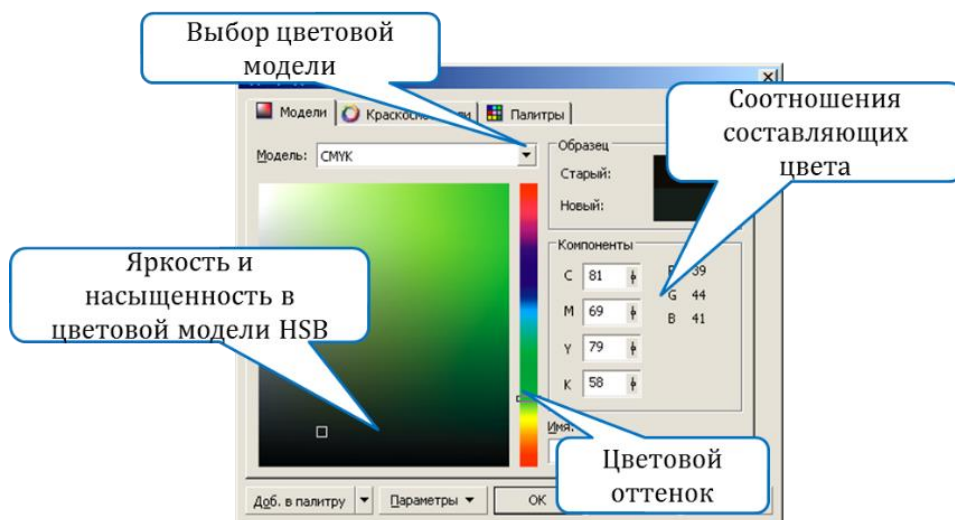 Выбор цветовой
модели
Модели
Палитры
Модель: CMYK
Образец
Старый:
Новый:
Соотношения
составляющих
цвета
Яркость и
насыщенность в
цветовой модели HSB
Компоненты
C 81 39
M 69 G 44
Y 79 B 41
K 58
Имя:
Цветовой
оттенок
Доб. в палитру
Параметры
OK